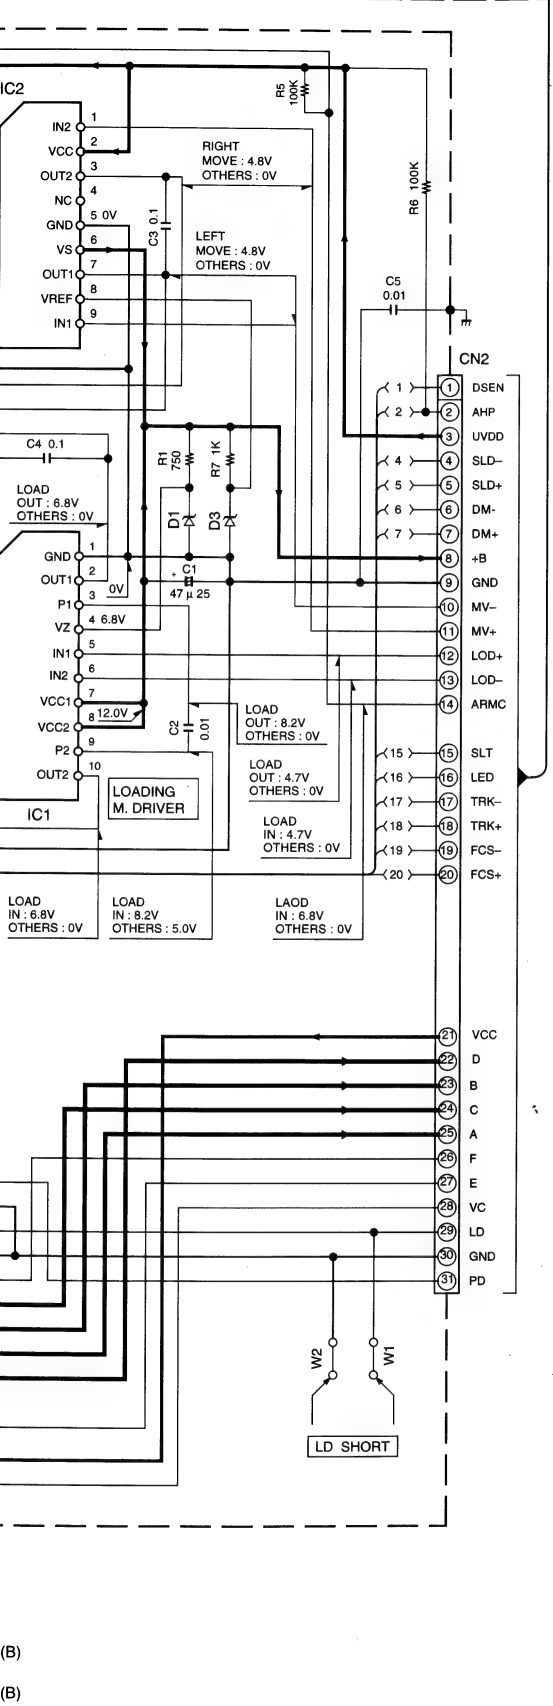 IC2
1
IN2
2
VCC
3
OUT2
4
NC
5 0V
GND
6
VS
7
OUT1
8
VREF
9
IN1
R5
100K
RIGHT
MOVE : 4.8V
OTHERS : 0V
C3 0.1
LEFT
MOVE : 4.8V
OTHERS : 0V
R6 100K
C5
0.01
CN2
1 1 DSEN
2 2 AHP
3 UVDD
4 4 SLD−
5 5 SLD+
6 6 DM-
7 7 DM+
8 +B
9 GND
10 MV−
11 MV+
12 LOD+
13 LOD−
14 ARMC
15 15 SLT
16 16 LED
17 17 TRK−
18 18 TRK+
19 19 FCS−
20 20 FCS+
C4 0.1
R1
750
R7 1K
LOAD
OUT : 6.8V
OTHERS : 0V
D1
D3
1
GND
2
OUT1
0V
C1
+
47 μ 25
3
P1
4 6.8V
VZ
5
IN1
6
IN2
7
VCC1
12.0V
8
VCC2
9
P2
10
OUT2
C2
0.01
LOAD
OUT : 8.2V
OTHERS : 0V
LOAD
OUT : 4.7V
OTHERS : 0V
LOADING
M. DRIVER
IC1
LOAD
IN : 4.7V
OTHERS : 0V
LOAD
IN : 6.8V
OTHERS : 0V
LOAD
IN : 8.2V
OTHERS : 5.0V
LAOD
IN : 6.8V
OTHERS : 0V
21 VCC
22 D
23 B
24 C
25 A
26 F
27 E
28 VC
29 LD
30 GND
31 PD
W2
W1
LD SHORT
(B)
(B)